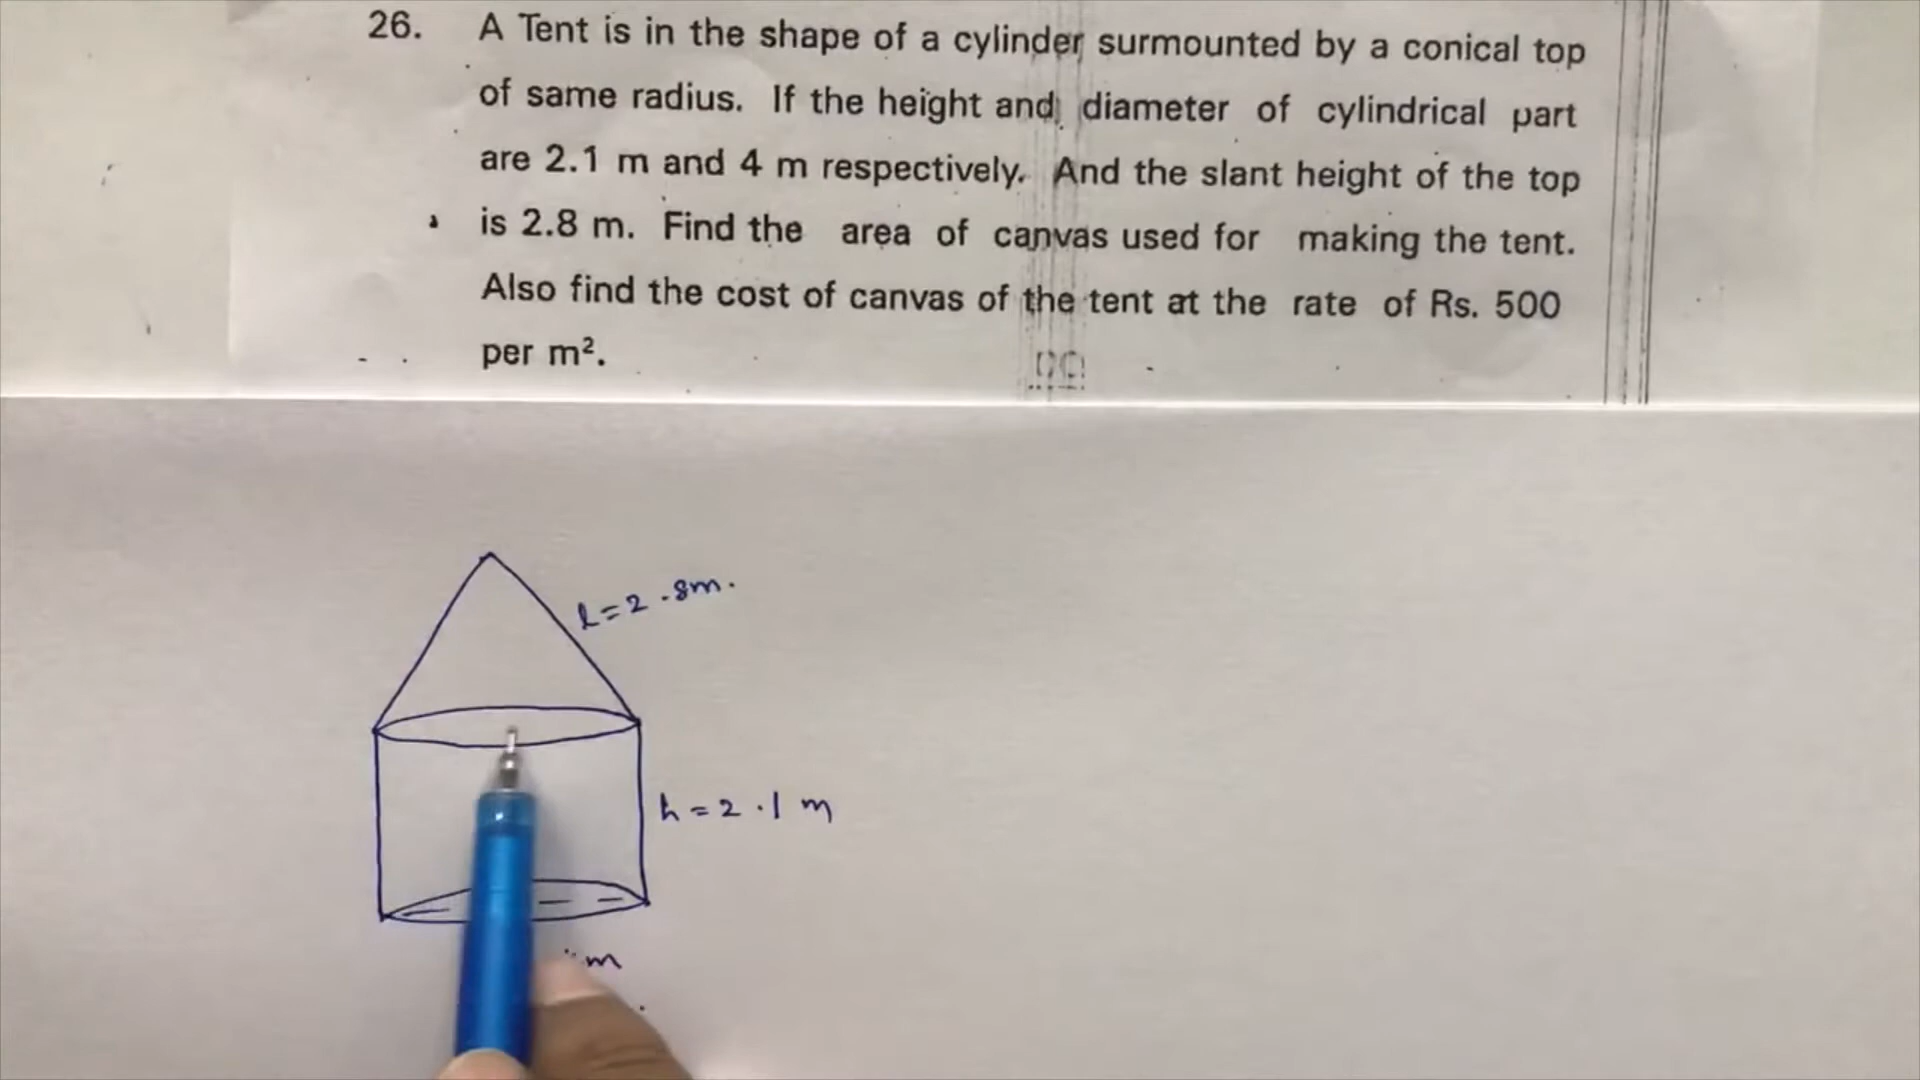 26. A Tent is in the shape of a cylinder surmounted by a conical top
of same radius. If the height and diameter of cylindrical part
are 2.1 m and 4 m respectively. And the slant height of the top
is 2.8 m. Find the area of canvas used for making the tent.
Also find the cost of canvas of the tent at the rate of Rs. 500
per m².
l = 2.8m.
h = 2.1 m
m